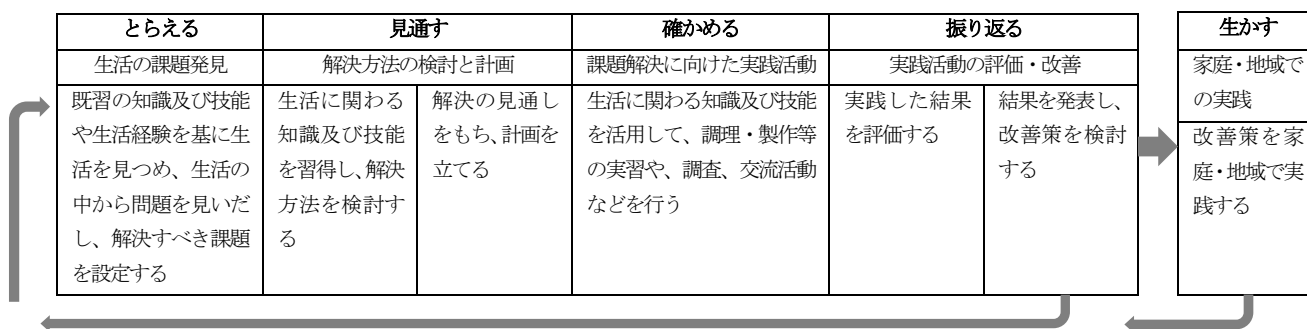 とらえる
見通す
確かめる
振り返る
生かす
生活の課題発見
解決方法の検討と計画
課題解決に向けた実践活動
実践活動の評価・改善
家庭・地域で
の実践
既習の知識及び技能
や生活経験を基に生
活を見つめ、生活の
中から問題を見いだ
し、解決すべき課題
を設定する
生活に関わる
知識及び技能
を習得し、解決
方法を検討す
る
解決の見通し
をもち、計画を
立てる
生活に関わる知識及び技能
を活用して、調理・製作等
の実習や、調査、交流活動
などを行う
実践した結果
を評価する
結果を発表し、
改善策を検討
する
改善策を家
庭・地域で実
践する